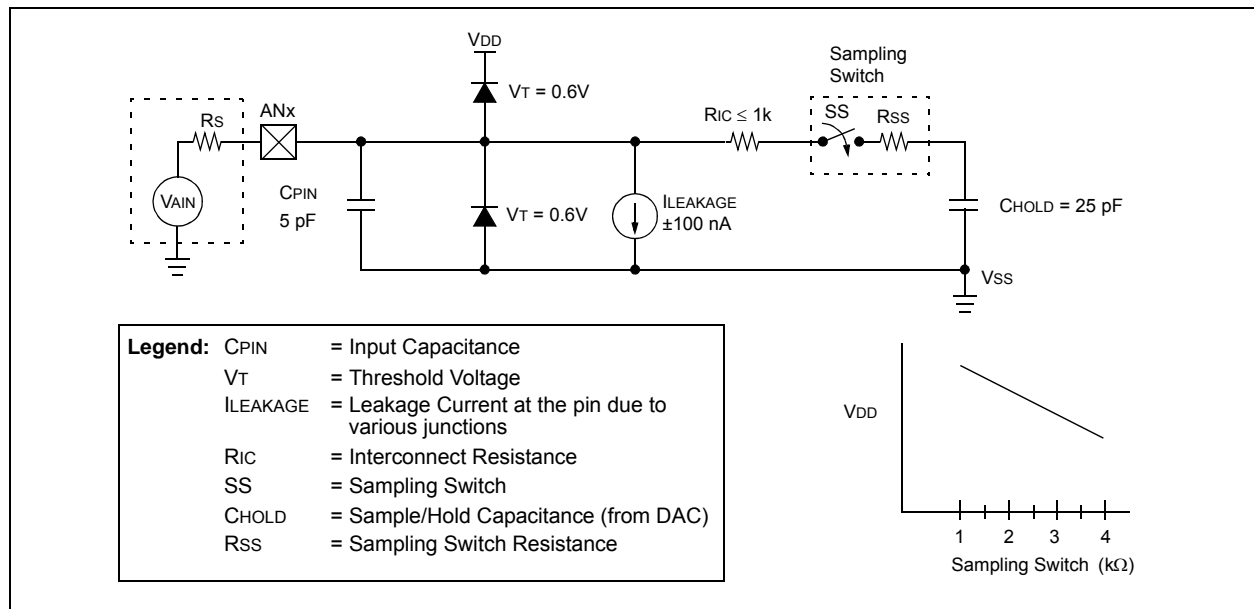 VDD
Sampling
Switch
VT = 0.6V
RS
ANx
RIC ≤ 1k
SS
RSS
VAIN
CPIN
5 pF
VT = 0.6V
ILEAKAGE
±100 nA
CHOLD = 25 pF
VSS
Legend: CPIN = Input Capacitance
VT = Threshold Voltage
ILEAKAGE = Leakage Current at the pin due to
various junctions
RIC = Interconnect Resistance
SS = Sampling Switch
CHOLD = Sample/Hold Capacitance (from DAC)
RSS = Sampling Switch Resistance
VDD
1 2 3 4
Sampling Switch (kΩ)